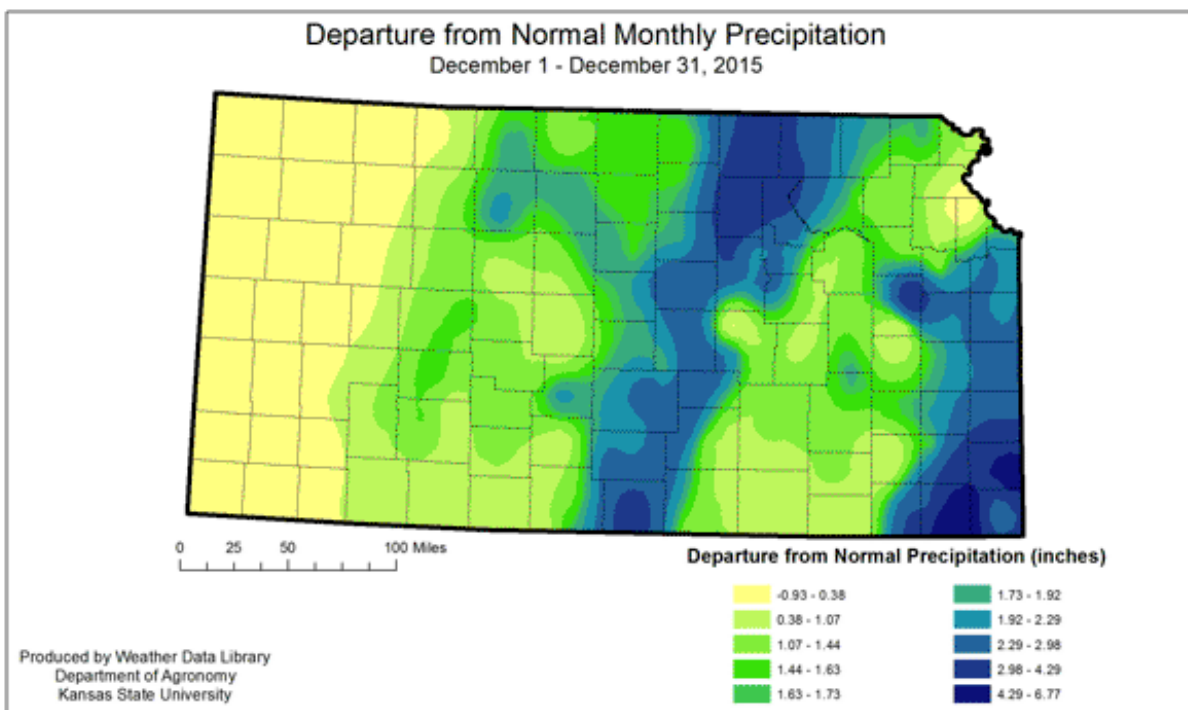 Departure from Normal Monthly Precipitation
December 1 - December 31, 2015
0 25 50 100 Miles
Departure from Normal Precipitation (inches)
-0.93 - 0.38
0.38 - 1.07
1.07 - 1.44
1.44 - 1.63
1.63 - 1.73
1.73 - 1.92
1.92 - 2.29
2.29 - 2.98
2.98 - 4.29
4.29 - 6.77
Produced by Weather Data Library
Department of Agronomy
Kansas State University